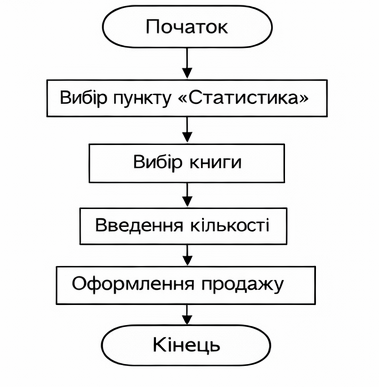 Початок
Вибір пункту «Статистика»
Вибір книги
Введення кількості
Оформлення продажу
Кінець